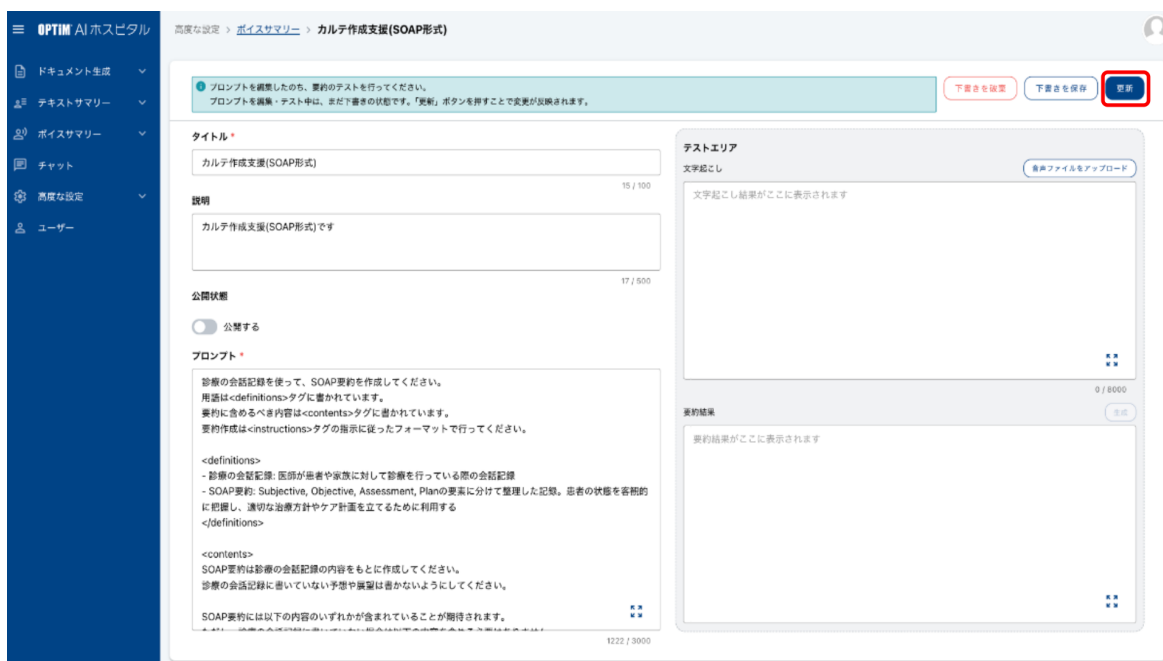 OPTiM AIホスピタル
高度な設定 > ボイスサマリー > カルテ作成支援(SOAP形式)
ドキュメント生成
テキストサマリー
ボイスサマリー
チャット
高度な設定
ユーザー
プロンプトを編集したのち、要約のテストを行ってください。
プロンプトを編集・テスト中は、まだ下書きの状態です。「更新」ボタンを押すことで変更が反映されます。
下書きを破棄
下書きを保存
更新
タイトル *
カルテ作成支援(SOAP形式)
15 / 100
説明
カルテ作成支援(SOAP形式)です
17 / 500
公開状態
公開する
プロンプト *
診療の会話記録を使って、SOAP要約を作成してください。
用語は<definitions>タグに書かれています。
要約に含めるべき内容は<contents>タグに書かれています。
要約作成は<instructions>タグの指示に従ったフォーマットで行ってください。
<definitions>
- 診療の会話記録: 医師が患者や家族に対して診療を行っている際の会話記録
- SOAP要約: Subjective, Objective, Assessment, Planの要素に分けて整理した記録。患者の状態を客観的
に把握し、適切な治療方針やケア計画を立てるために利用する
</definitions>
<contents>
SOAP要約は診療の会話記録の内容をもとに作成してください。
診療の会話記録に書いていない予想や展望は書かないようにしてください。
SOAP要約には以下の内容のいずれかが含まれていることが期待されます。
1222 / 3000
テストエリア
文字起こし
音声ファイルをアップロード
文字起こし結果がここに表示されます
0 / 8000
要約結果
生成
要約結果がここに表示されます